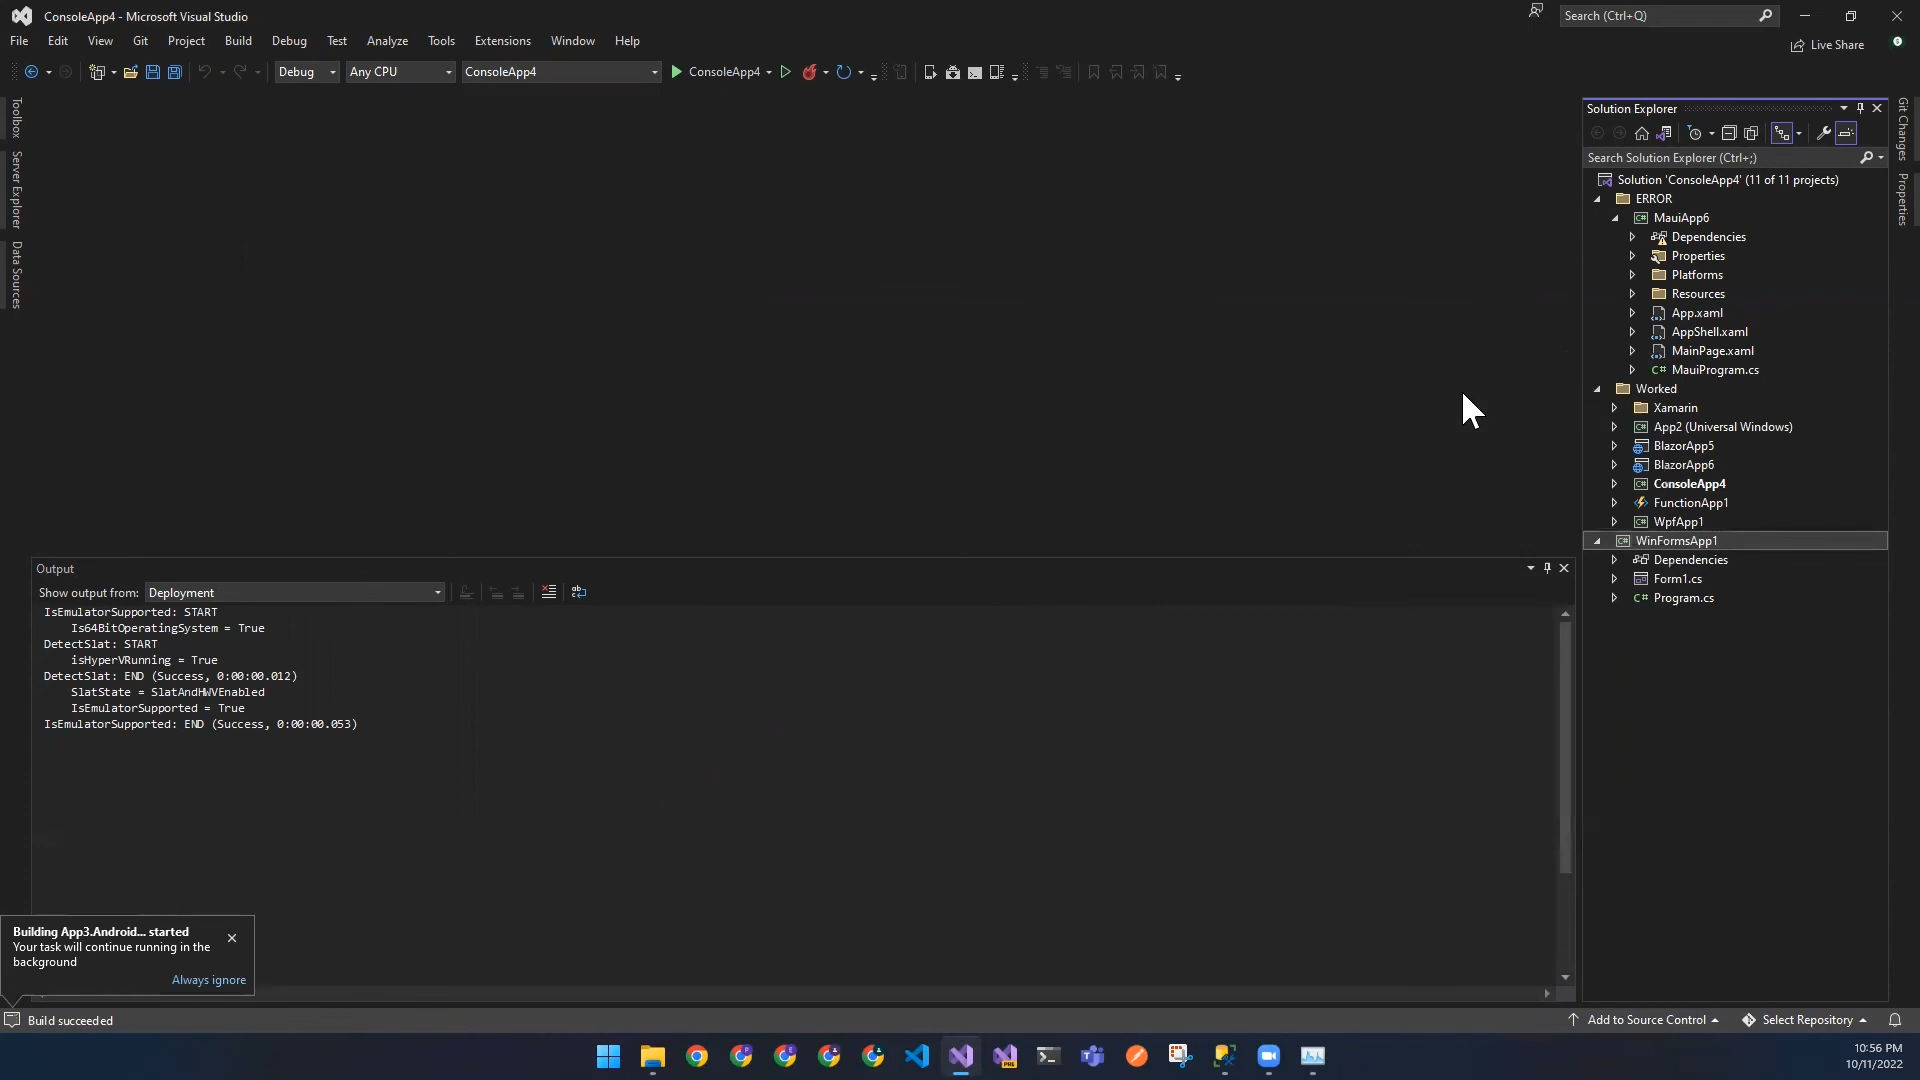 ConsoleApp4 - Microsoft Visual Studio
Search (Ctrl+Q)
File Edit View Git Project Build Debug Test Analyze Tools Extensions Window Help
Live Share
Debug Any CPU ConsoleApp4 ConsoleApp4
Toolbox
Server Explorer
Data Sources
Solution Explorer
Search Solution Explorer (Ctrl+;)
Solution 'ConsoleApp4' (11 of 11 projects)
ERROR
MauiApp6
Dependencies
Properties
Platforms
Resources
App.xaml
AppShell.xaml
MainPage.xaml
C# MauiProgram.cs
Worked
Xamarin
App2 (Universal Windows)
BlazorApp5
BlazorApp6
ConsoleApp4
FunctionApp1
WpfApp1
WinFormsApp1
Dependencies
Form1.cs
C# Program.cs
Git Changes
Properties
Output
Show output from: Deployment
IsEmulatorSupported: START
Is64BitOperatingSystem = True
DetectSlat: START
isHyperVRunning = True
DetectSlat: END (Success, 0:00:00.012)
SlatState = SlatAndHWVEnabled
IsEmulatorSupported = True
IsEmulatorSupported: END (Success, 0:00:00.053)
Building App3.Android... started
Your task will continue running in the
background
Always ignore
Build succeeded
Add to Source Control
Select Repository
10:56 PM
10/11/2022